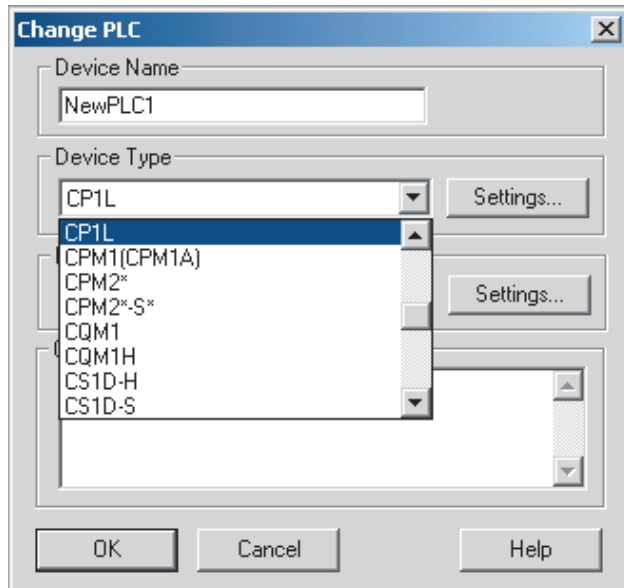 Change PLC
Device Name
NewPLC1
Device Type
CP1L
Settings...
CP1L
CPM1(CPM1A)
CPM2*
CPM2*-S*
CQM1
CQM1H
CS1D-H
CS1D-S
Settings...
OK
Cancel
Help